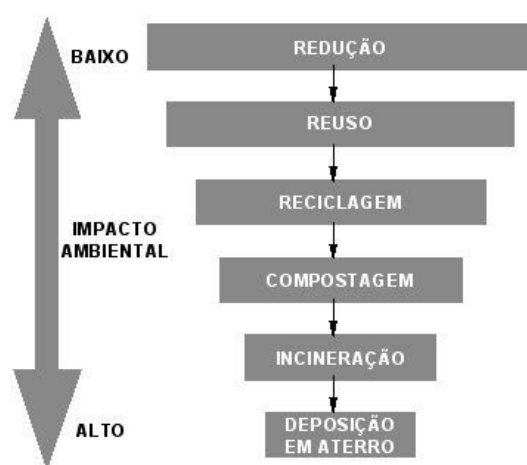 BAIXO
REDUÇÃO
REUSO
RECICLAGEM
IMPACTO
AMBIENTAL
COMPOSTAGEM
INCINERAÇÃO
ALTO
DEPOSIÇÃO
EM ATERRO